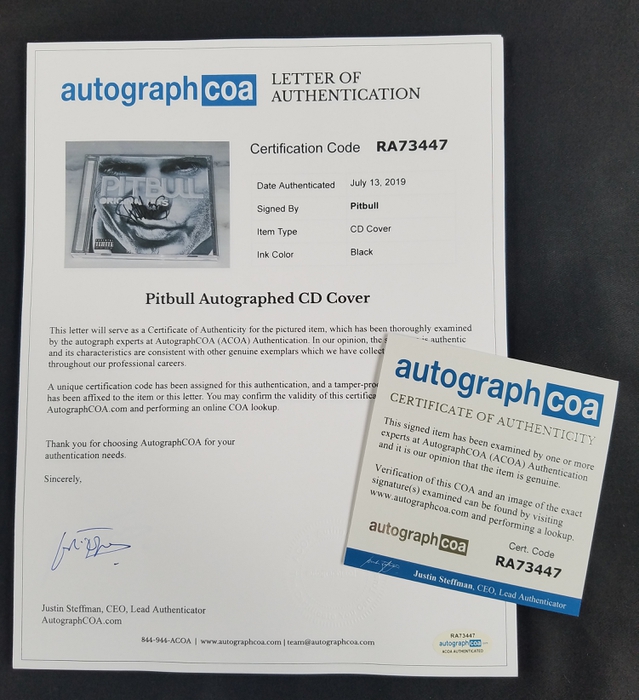 autographcoa
LETTER OF
AUTHENTICATION
Certification Code RA73447
PITBULL
Date Authenticated July 13, 2019
Signed By Pitbull
Item Type CD Cover
Ink Color Black
Pitbull Autographed CD Cover
This letter will serve as a Certificate of Authenticity for the pictured item, which has been thoroughly examined
by the autograph experts at AutographCOA (ACOA) Authentication. In our opinion, the is authentic
and its characteristics are consistent with other genuine exemplars which we have collec
throughout our professional careers.
A unique certification code has been assigned for this authentication, and a tamper-pro
has been affixed to the item or this letter. You may confirm the validity of this certifica
AutographCOA.com and performing an online COA lookup.
Thank you for choosing AutographCOA for your
authentication needs.
Sincerely,
Justin Steffman, CEO, Lead Authenticator
AutographCOA.com
844-944-ACOA | www.autographcoa.com | team@autographcoa.com
RA73447
autographcoa
ACOA AUTHENTICATED
autographcoa
CERTIFICATE OF AUTHENTICITY
This signed item has been examined by one or more
experts at AutographCOA (ACOA) Authentication
and it is our opinion that the item is genuine.
Verification of this COA and an image of the exact
signature(s) examined can be found by visiting
www.autographcoa.com and performing a lookup.
autographcoa
Cert. Code
RA73447
Justin Steffman, CEO, Lead Authenticator